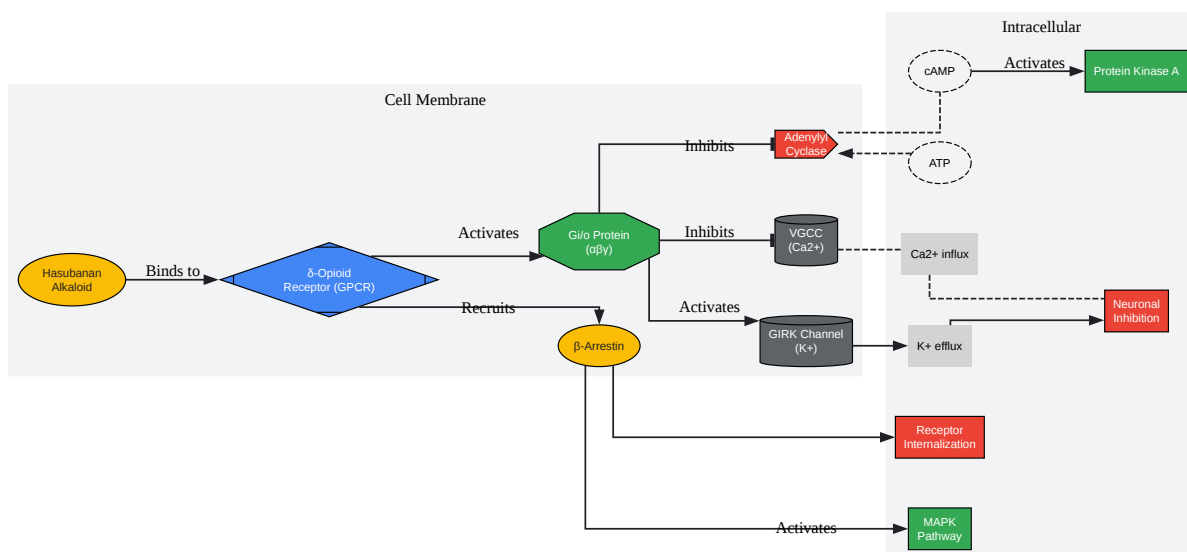 Intracellular
cAMP
Activates
Protein Kinase A
Cell Membrane
Adenylyl
Cyclase
Inhibits
ATP
Gi/o Protein
(αβγ)
Activates
Inhibits
VGCC
(Ca2+)
Ca2+ influx
Hasubanan
Alkaloid
Binds to
δ-Opioid
Receptor (GPCR)
Recruits
Activates
GIRK Channel
(K+)
Neuronal
Inhibition
β-Arrestin
K+ efflux
Receptor
Internalization
Activates
MAPK
Pathway